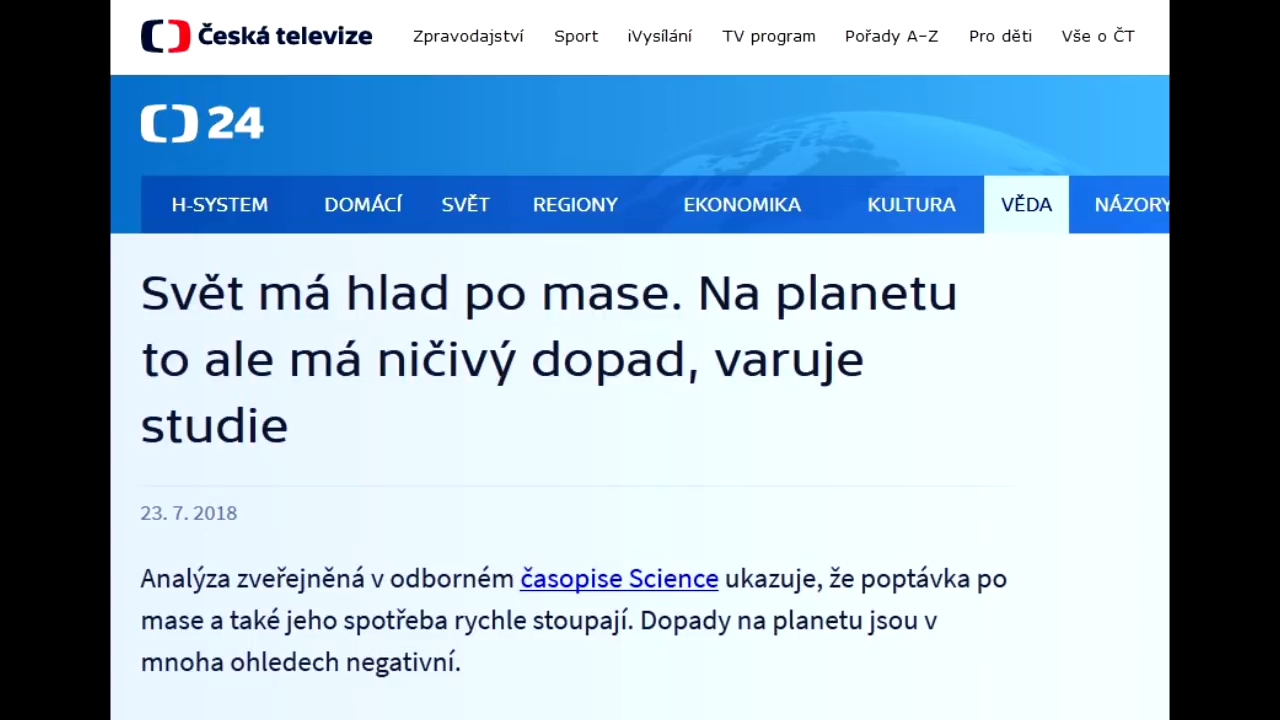 Česká televize Zpravodajství Sport iVysílání TV program Pořady A–Z Pro děti Vše o ČT
24
H-SYSTEM DOMÁCÍ SVĚT REGIONY EKONOMIKA KULTURA VĚDA NÁZORY
Svět má hlad po mase. Na planetu
to ale má ničivý dopad, varuje
studie
23. 7. 2018
Analýza zveřejněná v odborném časopise Science ukazuje, že poptávka po
mase a také jeho spotřeba rychle stoupají. Dopady na planetu jsou v
mnoha ohledech negativní.